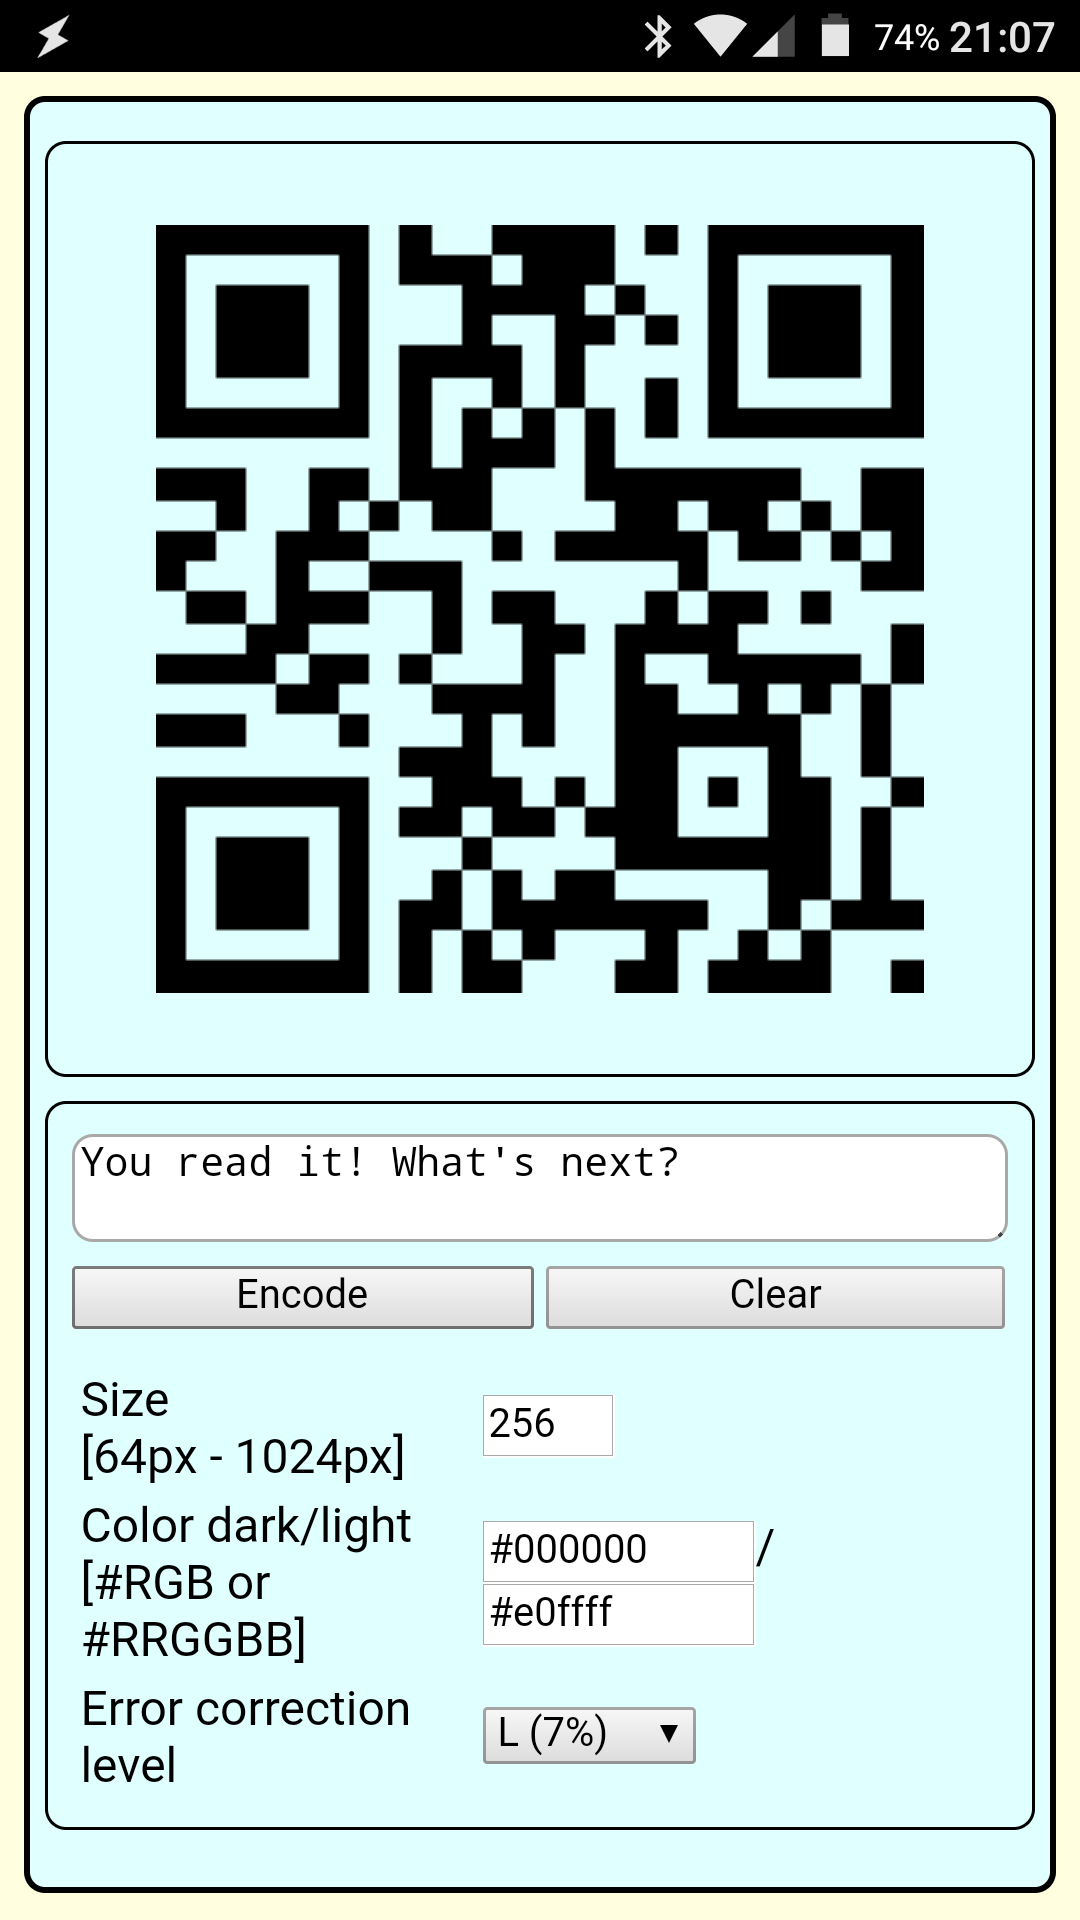 74% 21:07
You read it! What's next?
Encode Clear
Size
[64px - 1024px]
256
Color dark/light
[#RGB or
#RRGGBB]
#000000 /
#e0ffff
Error correction
level
L (7%) ▼